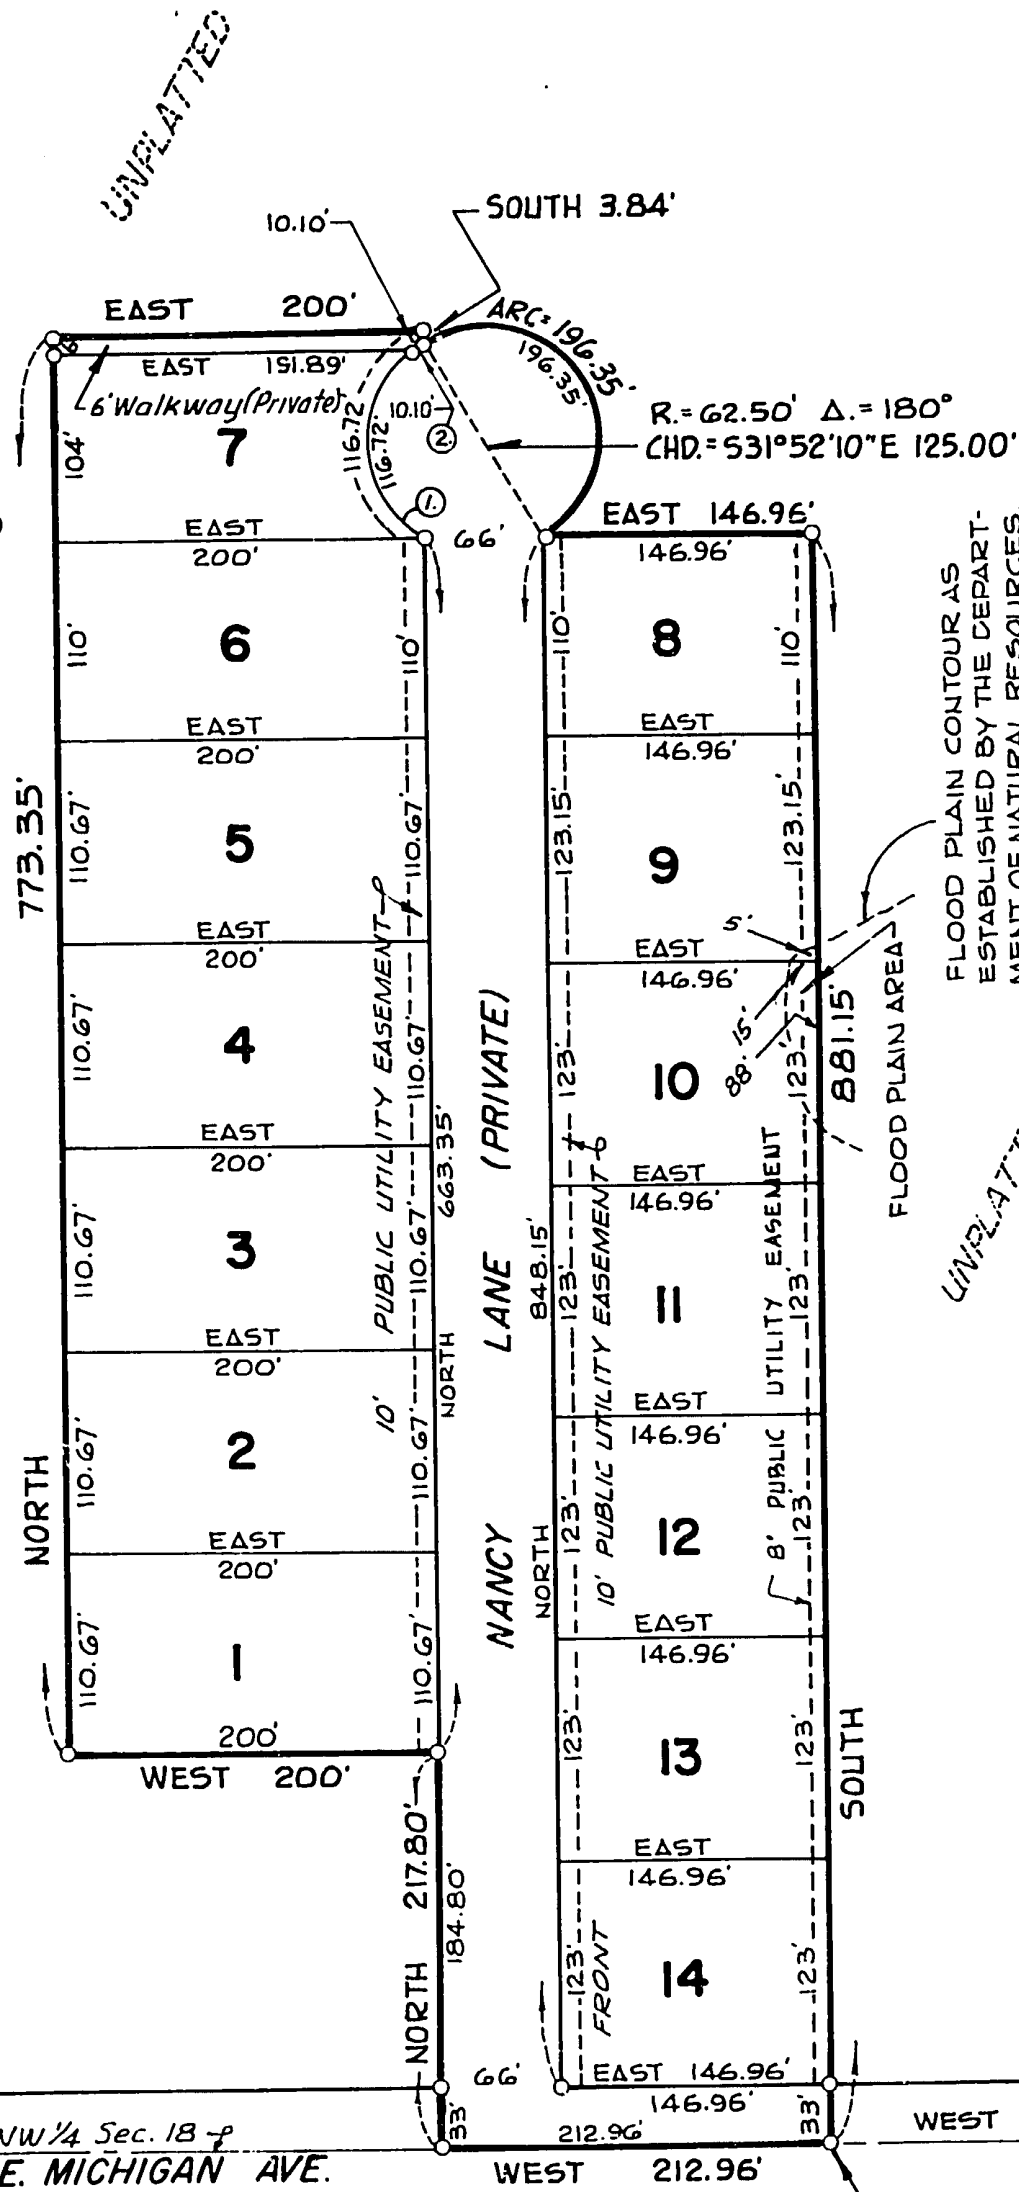 UNPLATTED
10.10'
SOUTH 3.84'
EAST 200'
6'
EAST 191.89'
6' Walkway (Private)
ARC= 196.35'
196.35'
R.= 62.50' Δ.= 180°
CHD.= S31°52'10"E 125.00'
104'
7
116.72
116.72'
10.10'
2.
1.
EAST
200'
66'
EAST 146.96'
146.96'
110'
6
110'
110'
8
110'
EAST
200'
EAST
146.96'
773.35'
110.67'
5
110.67'
123.15'
9
123.15'
FLOOD PLAIN CONTOUR AS
ESTABLISHED BY THE DEPART-
MENT OF NATURAL RESOURCES.
EAST
200'
5'
EAST
146.96'
110.67'
4
110.67'
123'
10
88'
15'
123'
881.15'
FLOOD PLAIN AREA
EAST
200'
EAST
146.96'
10' PUBLIC UTILITY EASEMENT
663.35'
NORTH
NANCY LANE (PRIVATE)
848.15'
NORTH
10' PUBLIC UTILITY EASEMENT
8' PUBLIC UTILITY EASEMENT
110.67'
3
110.67'
123'
11
123'
EAST
200'
EAST
146.96'
NORTH
110.67'
2
110.67'
123'
12
123'
EAST
200'
EAST
146.96'
110.67'
1
110.67'
123'
13
123'
SOUTH
200'
WEST 200'
EAST
146.96'
NORTH 217.80'
184.80'
123'
FRONT
14
123'
66'
EAST 146.96'
146.96'
33'
212.96'
33'
WEST
NW 1/4 Sec. 18
E. MICHIGAN AVE.
WEST 212.96'